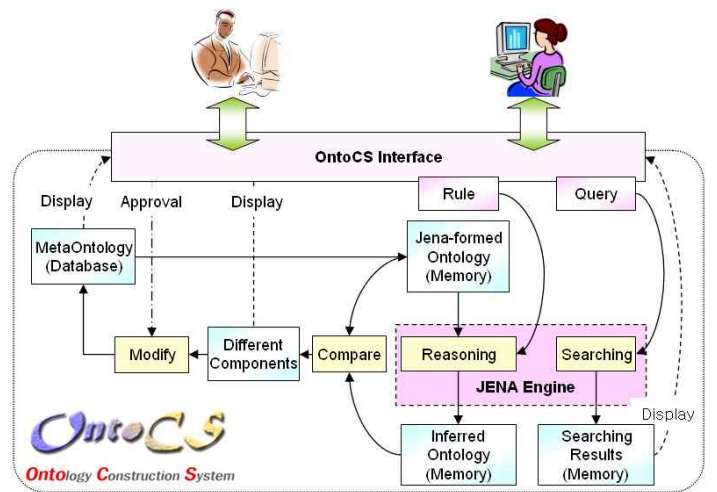 OntoCS Interface
Display
Approval
Display
Rule
Query
MetaOntology
(Database)
Jena-formed
Ontology
(Memory)
Modify
Different
Components
Compare
Reasoning
Searching
JENA Engine
Display
Inferred
Ontology
(Memory)
Searching
Results
(Memory)
OntoCS
Ontology Construction System